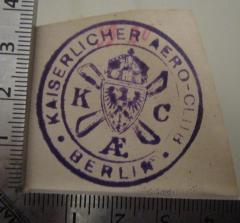 KAISERLICHER AERO-CLUB
K C
Æ
· BERLIN ·